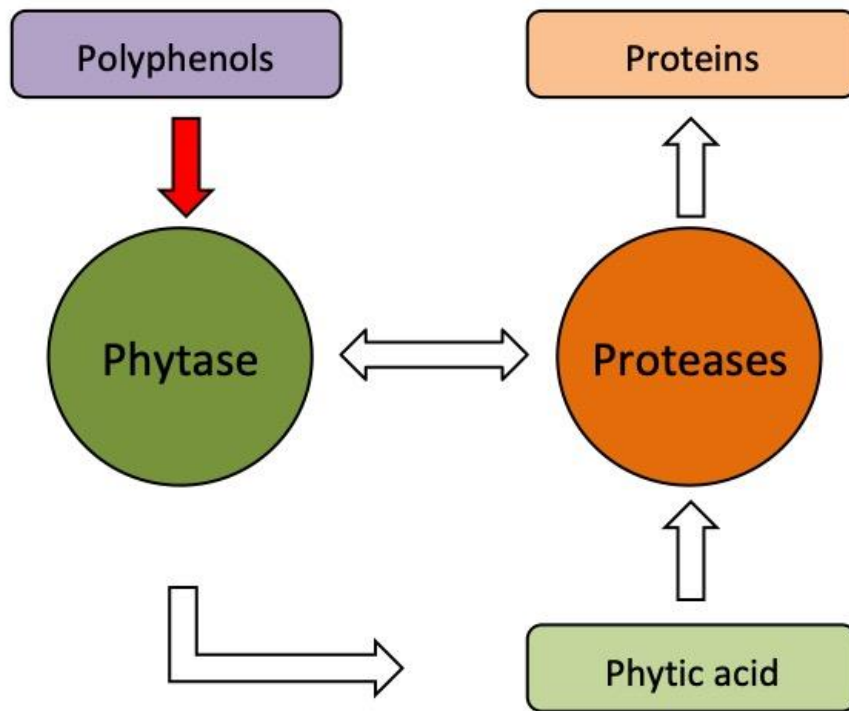 Polyphenols
Proteins
Phytase
Proteases
Phytic acid